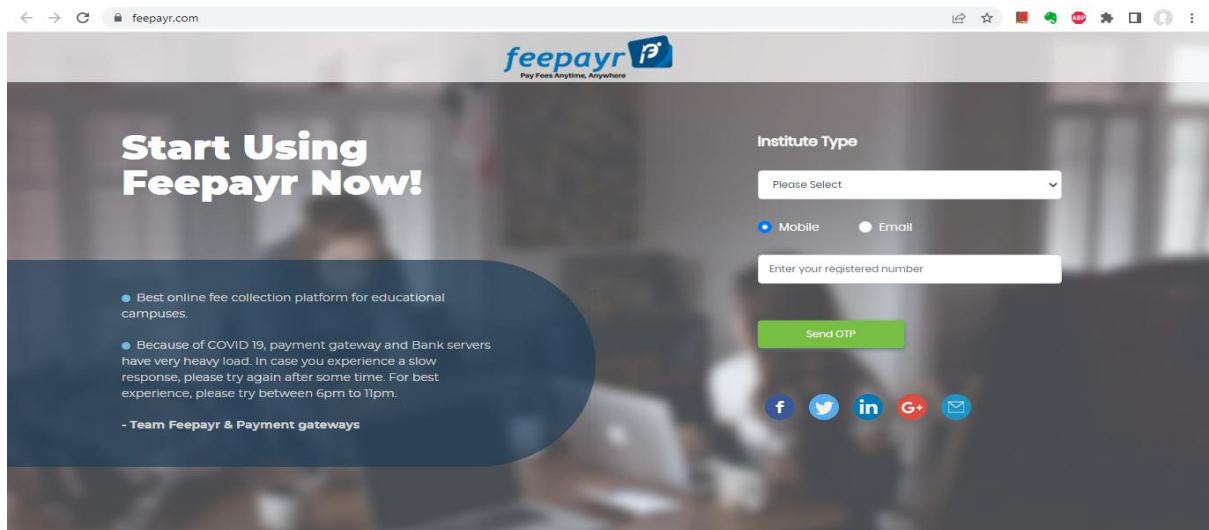 feepayr.com
ABP
feepayr
Pay Fees Anytime, Anywhere
Start Using
Feepayr Now!
Best online fee collection platform for educational
campuses.
Because of COVID 19, payment gateway and Bank servers
have very heavy load. In case you experience a slow
response, please try again after some time. For best
experience, please try between 6pm to 11pm.
- Team Feepayr & Payment gateways
Institute Type
Please Select
Mobile Email
Enter your registered number
Send OTP
f in G+